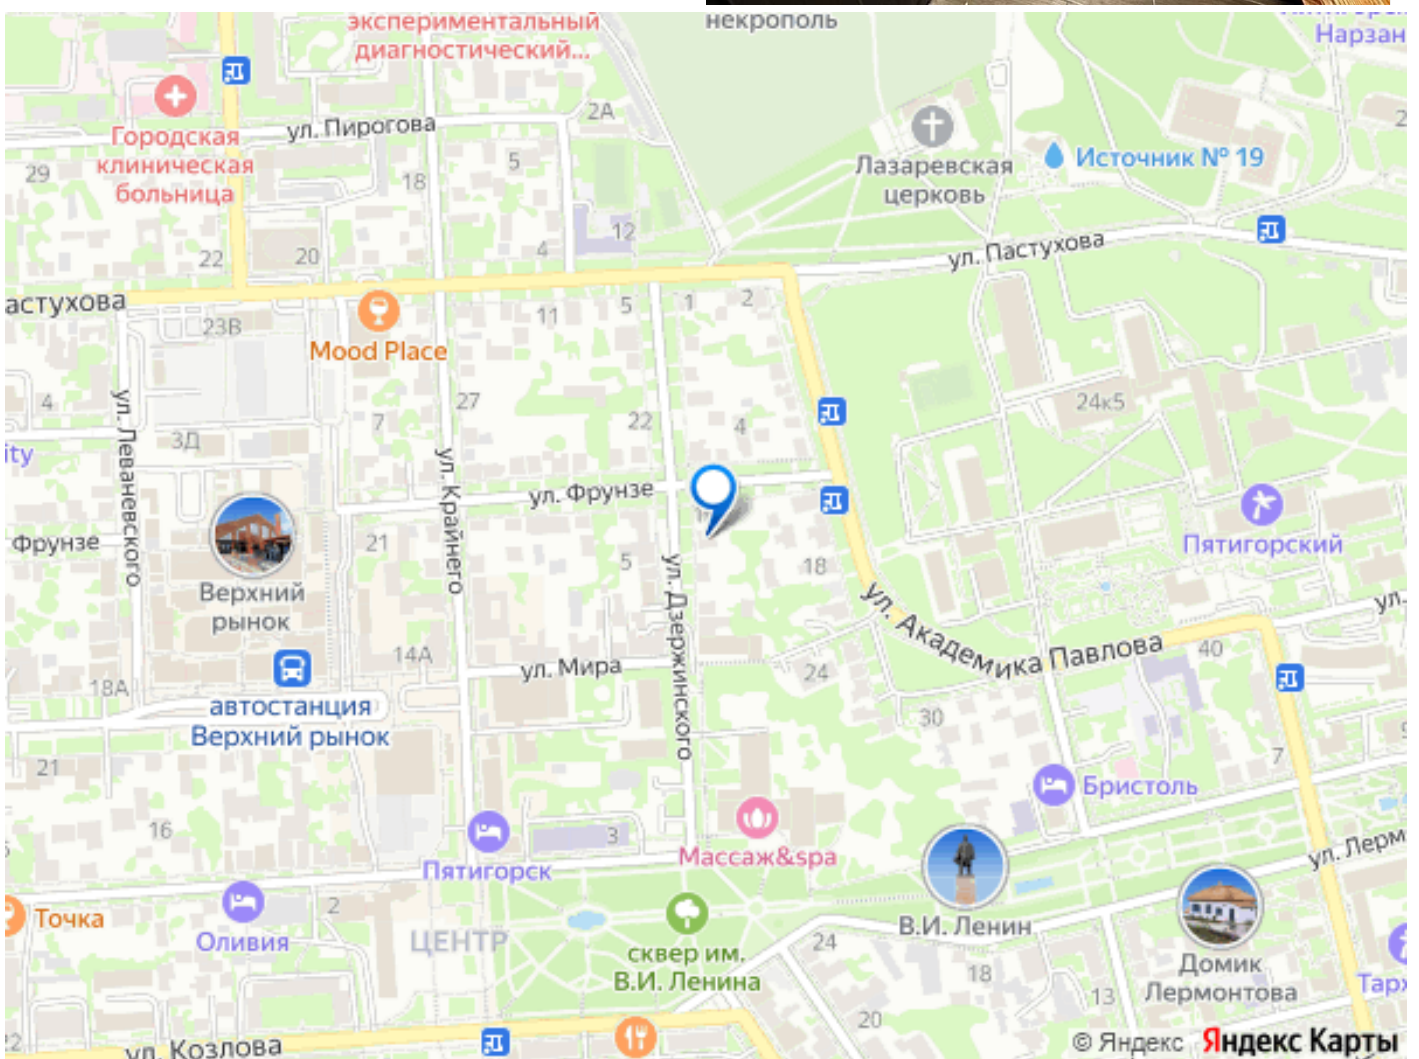 экспериментальный
диагностический...
некрополь
Нарзан
Городская
клиническая
больница
ул. Пирогова
2А
5
18
29
12
4
22
20
Лазаревская
церковь
Источник № 19
2
ул. Пастухова
астухова
23В
Mood Place
11
5
1
2
ул. Леваневского
4
3Д
ity
7
27
22
4
24к5
ул. Крайнего
ул. Фрунзе
Фрунзе
Верхний
рынок
21
5
18
Пятигорский
ул. Дзержинского
ул. Академика Павлова
ул.
40
14А
ул. Мира
24
18А
автостанция
Верхний рынок
30
21
7
Бристоль
16
3
Пятигорск
Массаж&spa
ул. Лерм
Точка
Оливия
2
ЦЕНТР
сквер им.
В.И. Ленина
В.И. Ленин
24
18
13
20
Домик
Лермонтова
Тарх
ул. Козлова
© Яндекс Яндекс Карты